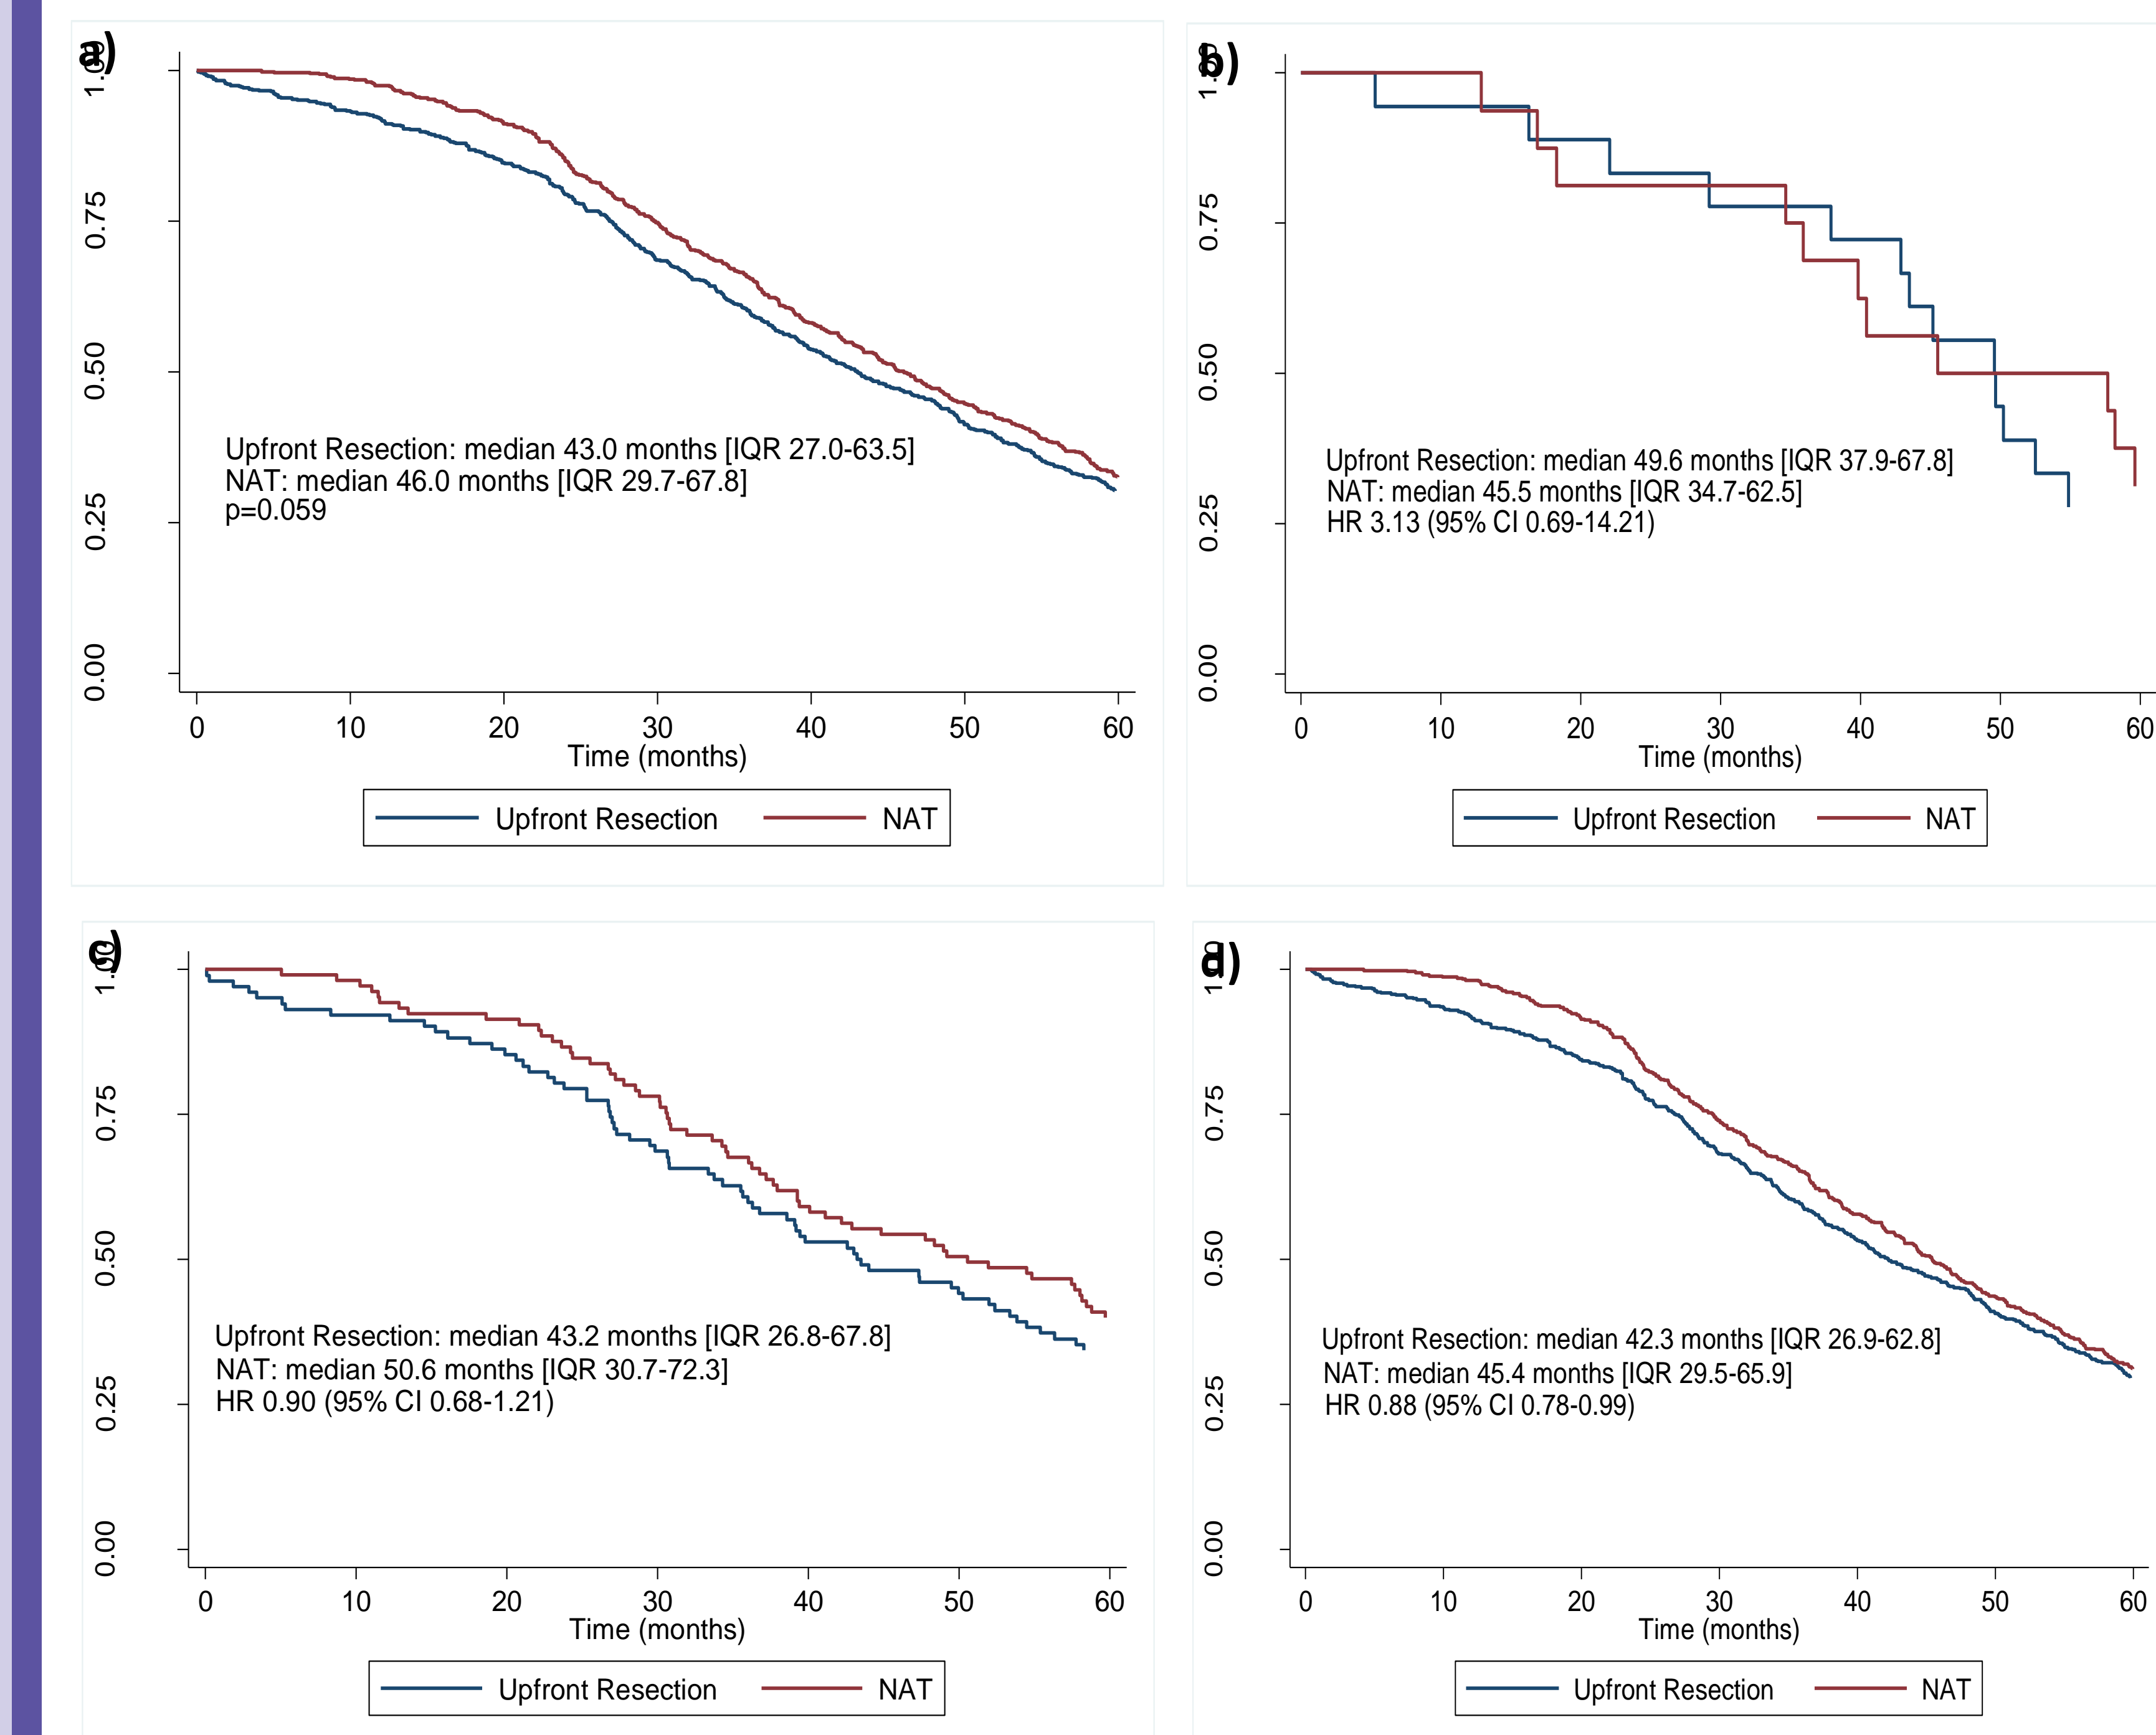 a)
1.00
0.75
0.50
0.25
0.00
Upfront Resection: median 43.0 months [IQR 27.0-63.5]
NAT: median 46.0 months [IQR 29.7-67.8]
p=0.059
0 10 20 30 40 50 60
Time (months)
Upfront Resection NAT
b)
0.75
0.50
0.25
0.00
Upfront Resection: median 49.6 months [IQR 37.9-67.8]
NAT: median 45.5 months [IQR 34.7-62.5]
HR 3.13 (95% CI 0.69-14.21)
0 10 20 30 40 50 60
Time (months)
Upfront Resection NAT
c)
1.00
0.75
0.50
0.25
0.00
Upfront Resection: median 43.2 months [IQR 26.8-67.8]
NAT: median 50.6 months [IQR 30.7-72.3]
HR 0.90 (95% CI 0.68-1.21)
0 10 20 30 40 50 60
Time (months)
Upfront Resection NAT
d)
0.75
0.50
0.25
0.00
Upfront Resection: median 42.3 months [IQR 26.9-62.8]
NAT: median 45.4 months [IQR 29.5-65.9]
HR 0.88 (95% CI 0.78-0.99)
0 10 20 30 40 50 60
Time (months)
Upfront Resection NAT